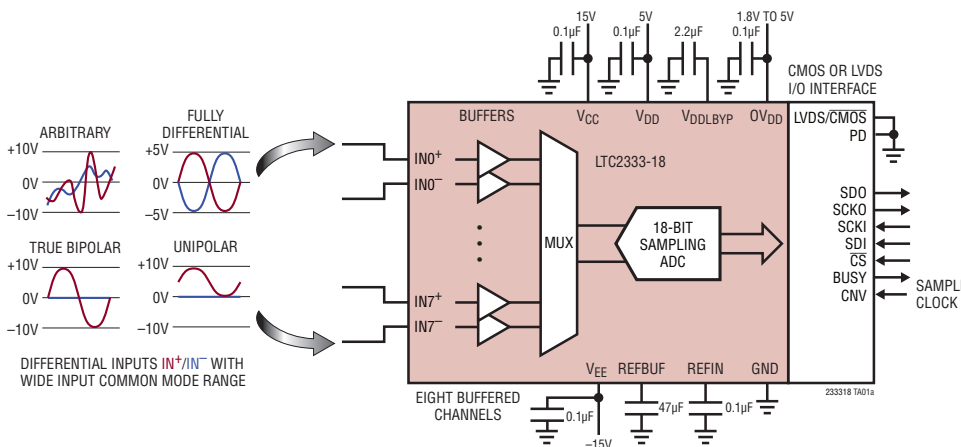 15V
5V
1.8V TO 5V
0.1µF
0.1µF
2.2µF
0.1µF
CMOS OR LVDS
I/O INTERFACE
BUFFERS
VCC
VDD
VDDLBYP
OVDD
LVDS/CMOS
PD
LTC2333-18
FULLY
DIFFERENTIAL
ARBITRARY
+10V
0V
–10V
+5V
0V
–5V
TRUE BIPOLAR
UNIPOLAR
+10V
0V
–10V
+10V
0V
–10V
DIFFERENTIAL INPUTS IN+/IN– WITH
WIDE INPUT COMMON MODE RANGE
IN0+
IN0–
IN7+
IN7–
MUX
18-BIT
SAMPLING
ADC
SDO
SCKO
SCKI
SDI
CS
BUSY
CNV
CLOCK
VEE
REFBUF
REFIN
GND
EIGHT BUFFERED
CHANNELS
0.1µF
47µF
0.1µF
–15V
233318 TA01a